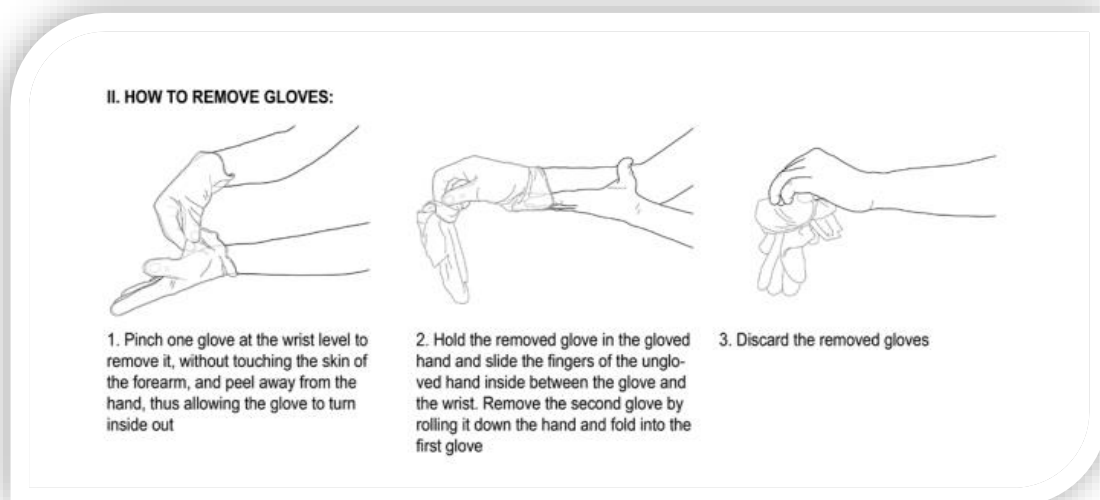 II. HOW TO REMOVE GLOVES:
1. Pinch one glove at the wrist level to
remove it, without touching the skin of
the forearm, and peel away from the
hand, thus allowing the glove to turn
inside out
2. Hold the removed glove in the gloved
hand and slide the fingers of the unglo-
ved hand inside between the glove and
the wrist. Remove the second glove by
rolling it down the hand and fold into the
first glove
3. Discard the removed gloves